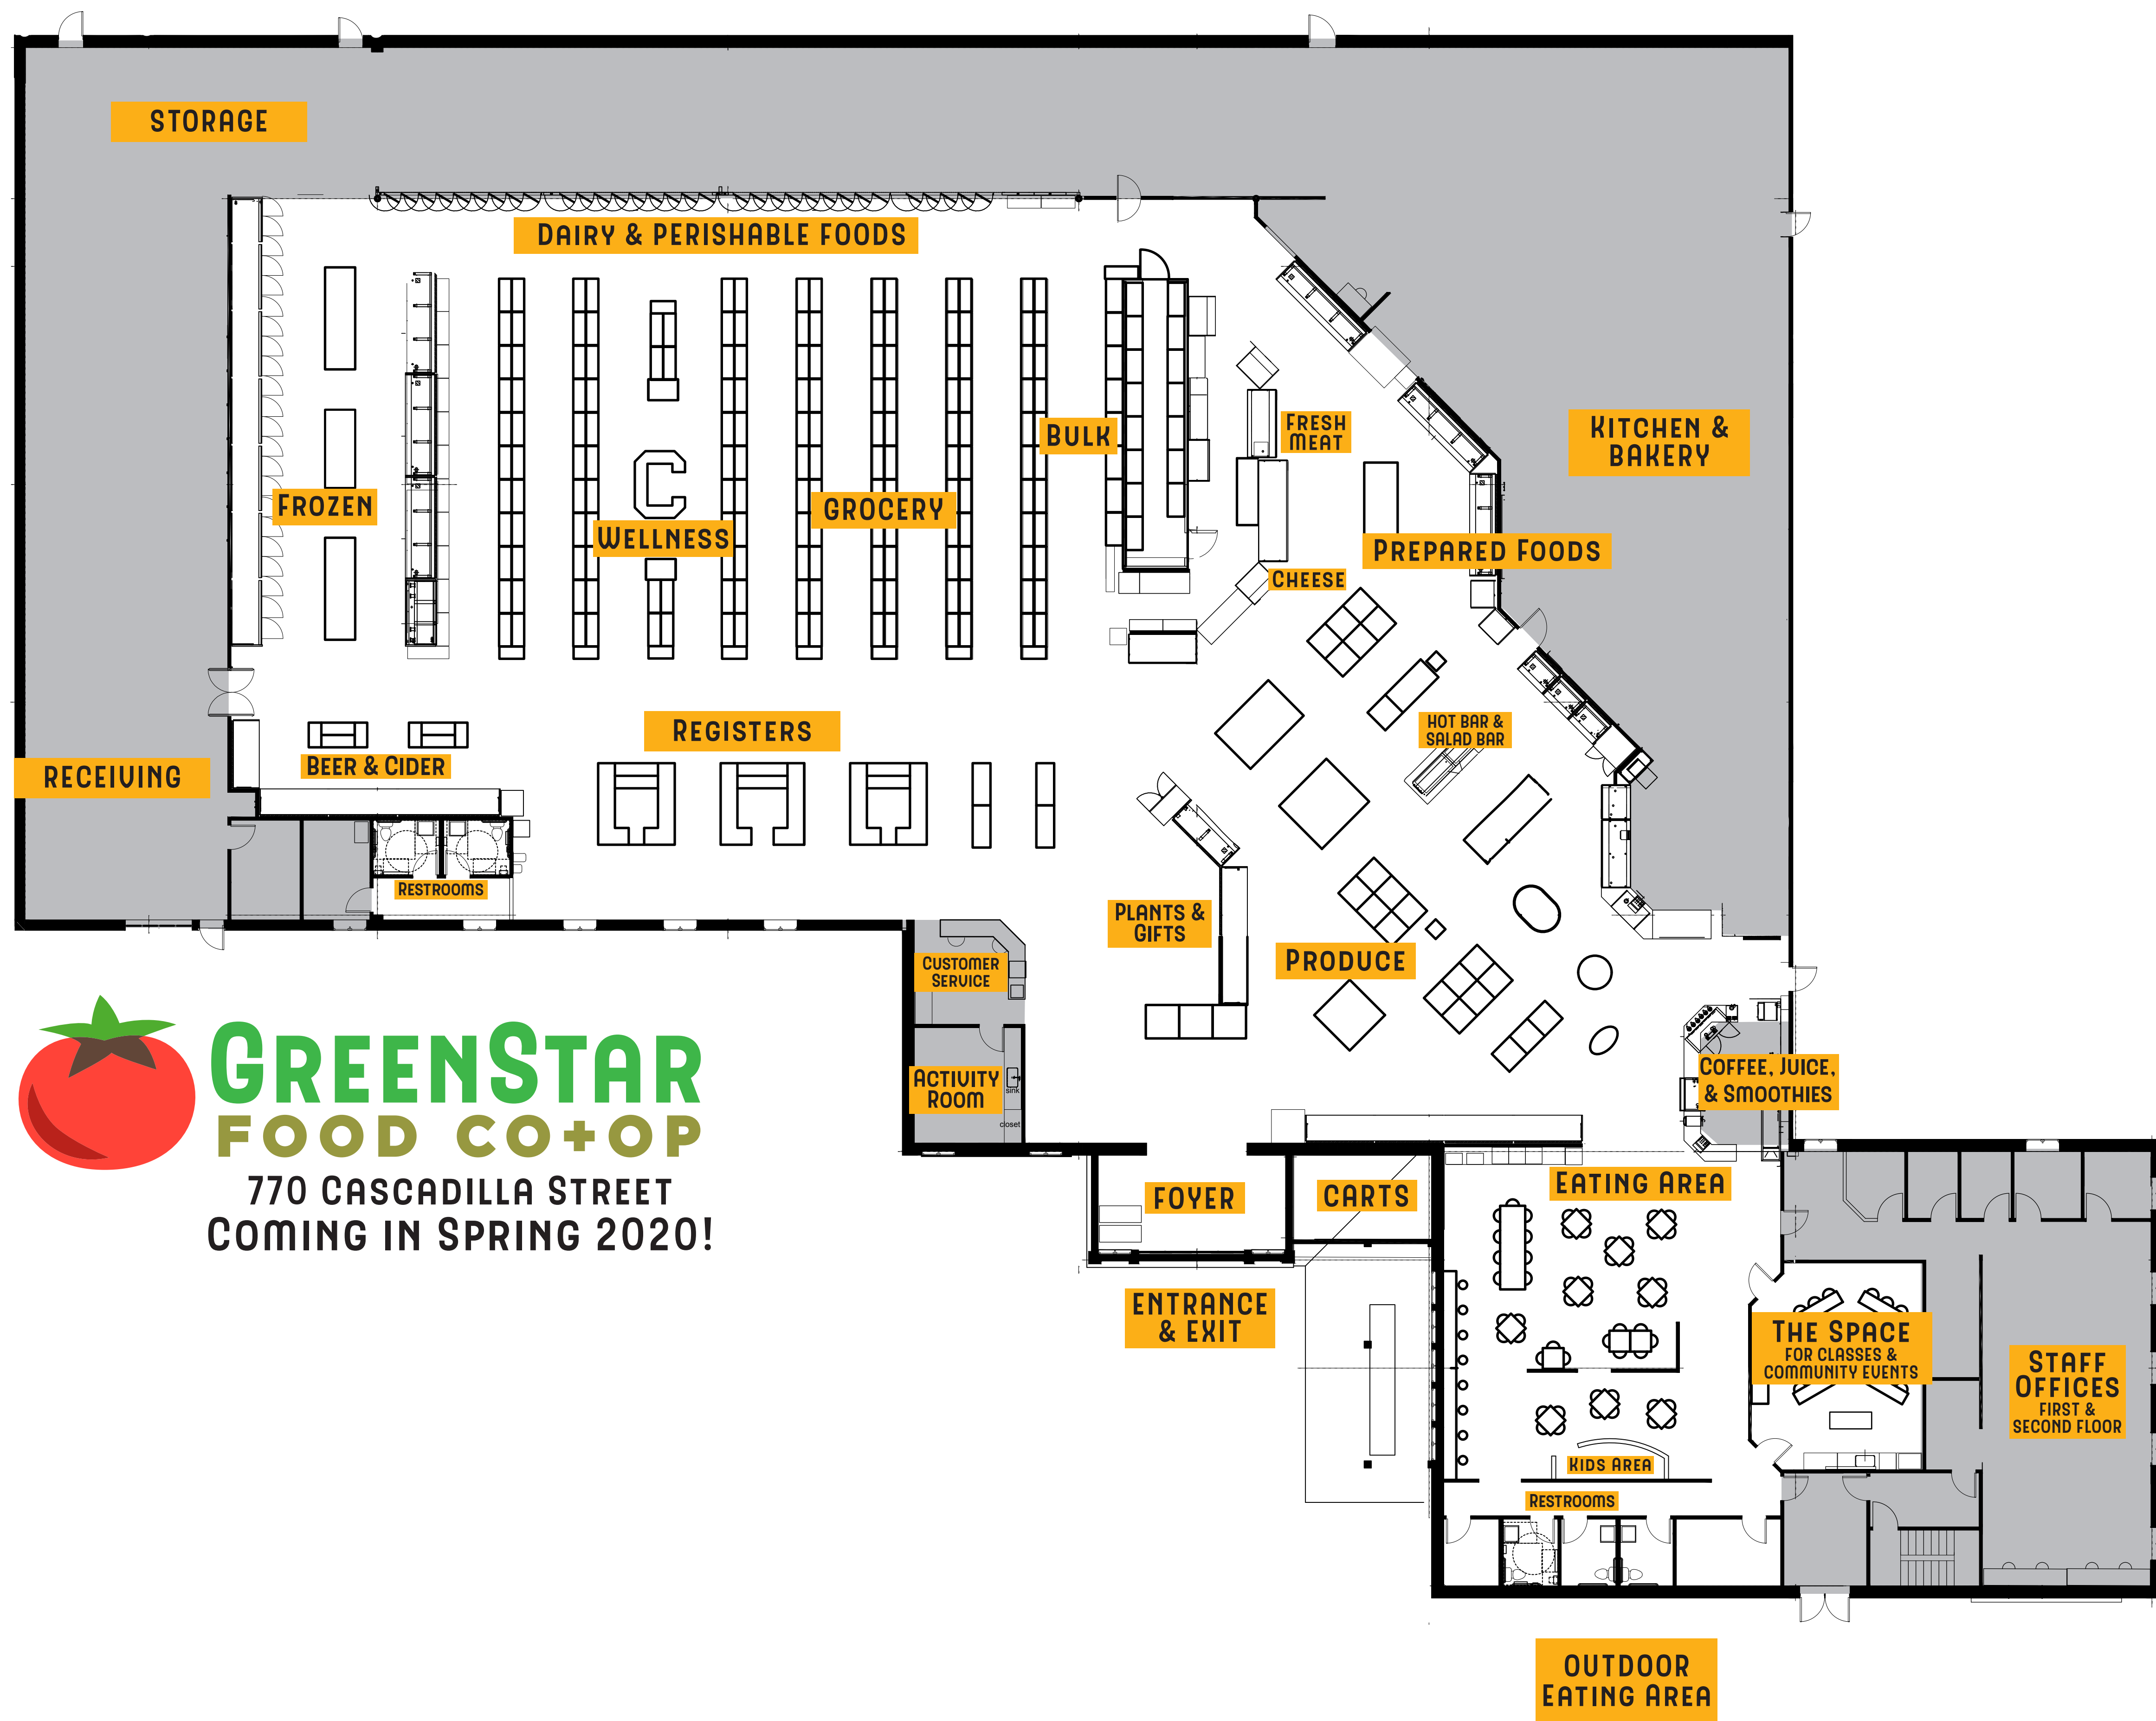 STORAGE
DAIRY & PERISHABLE FOODS
FROZEN
WELLNESS
C
GROCERY
BULK
FRESH
MEAT
CHEESE
PREPARED FOODS
KITCHEN &
BAKERY
HOT BAR &
SALAD BAR
REGISTERS
BEER & CIDER
RECEIVING
RESTROOMS
PLANTS &
GIFTS
PRODUCE
CUSTOMER
SERVICE
ACTIVITY
ROOM
sink
closet
COFFEE, JUICE,
& SMOOTHIES
GREENSTAR
FOOD CO+OP
770 CASCADILLA STREET
COMING IN SPRING 2020!
FOYER
CARTS
EATING AREA
ENTRANCE
& EXIT
THE SPACE
FOR CLASSES &
COMMUNITY EVENTS
STAFF
OFFICES
FIRST &
SECOND FLOOR
KIDS AREA
RESTROOMS
OUTDOOR
EATING AREA